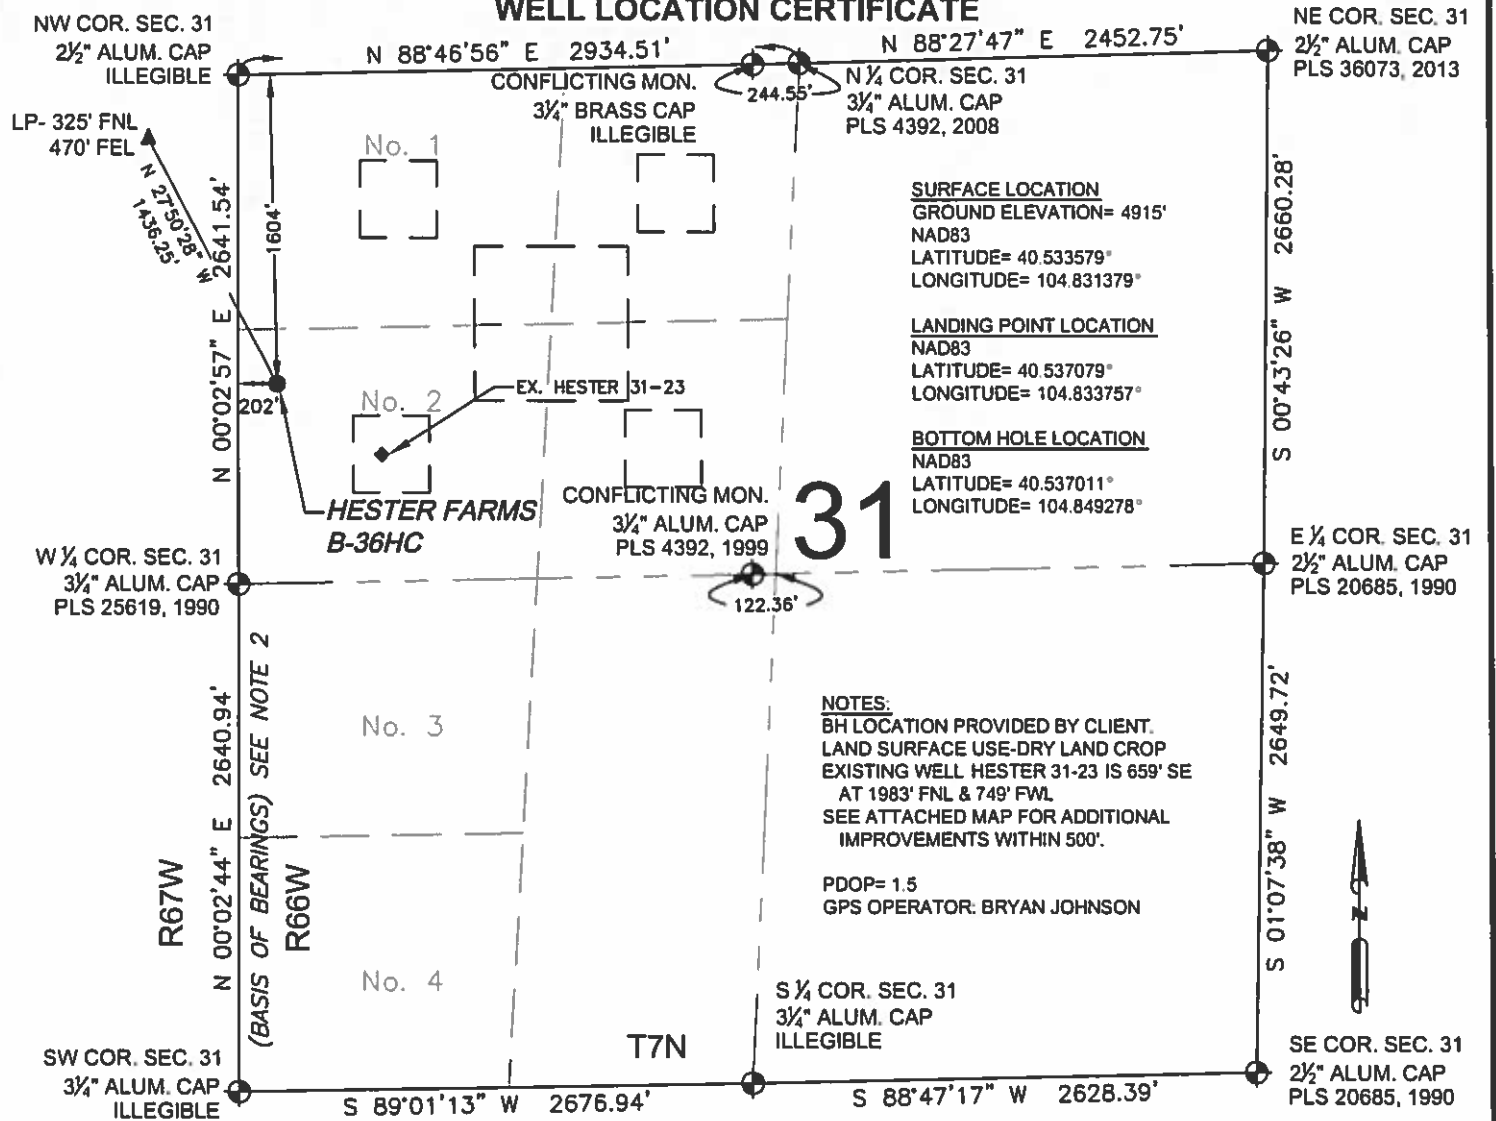 WELL LOCATION CERTIFICATE
NW COR. SEC. 31
2½" ALUM. CAP
ILLEGIBLE
N 88°46'56" E 2934.51'
N 88°27'47" E 2452.75'
NE COR. SEC. 31
2½" ALUM. CAP
PLS 36073, 2013
CONFLICTING MON.
3¼" BRASS CAP
ILLEGIBLE
244.55'
N ¼ COR. SEC. 31
3¼" ALUM. CAP
PLS 4392, 2008
LP- 325' FNL
470' FEL
N 27°50'28" W
1436.25'
N 00°02'57" E 2641.54'
1604'
202'
No. 1
No. 2
EX. HESTER 31-23
HESTER FARMS
B-36HC
SURFACE LOCATION
GROUND ELEVATION= 4915'
NAD83
LATITUDE= 40.533579°
LONGITUDE= 104.831379°
LANDING POINT LOCATION
NAD83
LATITUDE= 40.537079°
LONGITUDE= 104.833757°
BOTTOM HOLE LOCATION
NAD83
LATITUDE= 40.537011°
LONGITUDE= 104.849278°
S 00°43'26" W 2660.28'
CONFLICTING MON.
3¼" ALUM. CAP
PLS 4392, 1999
31
122.36'
W ¼ COR. SEC. 31
3¼" ALUM. CAP
PLS 25619, 1990
E ¼ COR. SEC. 31
2½" ALUM. CAP
PLS 20685, 1990
N 00°02'44" E 2640.94'
(BASIS OF BEARINGS) SEE NOTE 2
R67W
R66W
No. 3
No. 4
NOTES:
BH LOCATION PROVIDED BY CLIENT.
LAND SURFACE USE-DRY LAND CROP
EXISTING WELL HESTER 31-23 IS 659' SE
AT 1983' FNL & 749' FWL
SEE ATTACHED MAP FOR ADDITIONAL
IMPROVEMENTS WITHIN 500'.
PDOP= 1.5
GPS OPERATOR: BRYAN JOHNSON
S 01°07'38" W 2649.72'
N
S ¼ COR. SEC. 31
3¼" ALUM. CAP
ILLEGIBLE
T7N
SW COR. SEC. 31
3¼" ALUM. CAP
ILLEGIBLE
S 89°01'13" W 2676.94'
S 88°47'17" W 2628.39'
SE COR. SEC. 31
2½" ALUM. CAP
PLS 20685, 1990